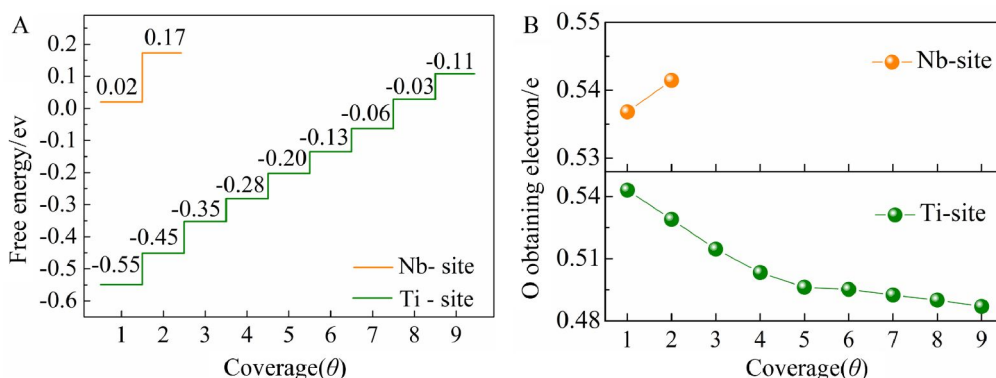 A
Free energy/ev
0.2
0.1
0.0
-0.1
-0.2
-0.3
-0.4
-0.5
-0.6
0.02
0.17
-0.55
-0.45
-0.35
-0.28
-0.20
-0.13
-0.06
-0.03
-0.11
Nb- site
Ti - site
1 2 3 4 5 6 7 8 9
Coverage(θ)
B
O obtaining electron/e
0.55
0.54
0.53
0.54
0.51
0.48
Nb-site
Ti-site
1 2 3 4 5 6 7 8 9
Coverage(θ)